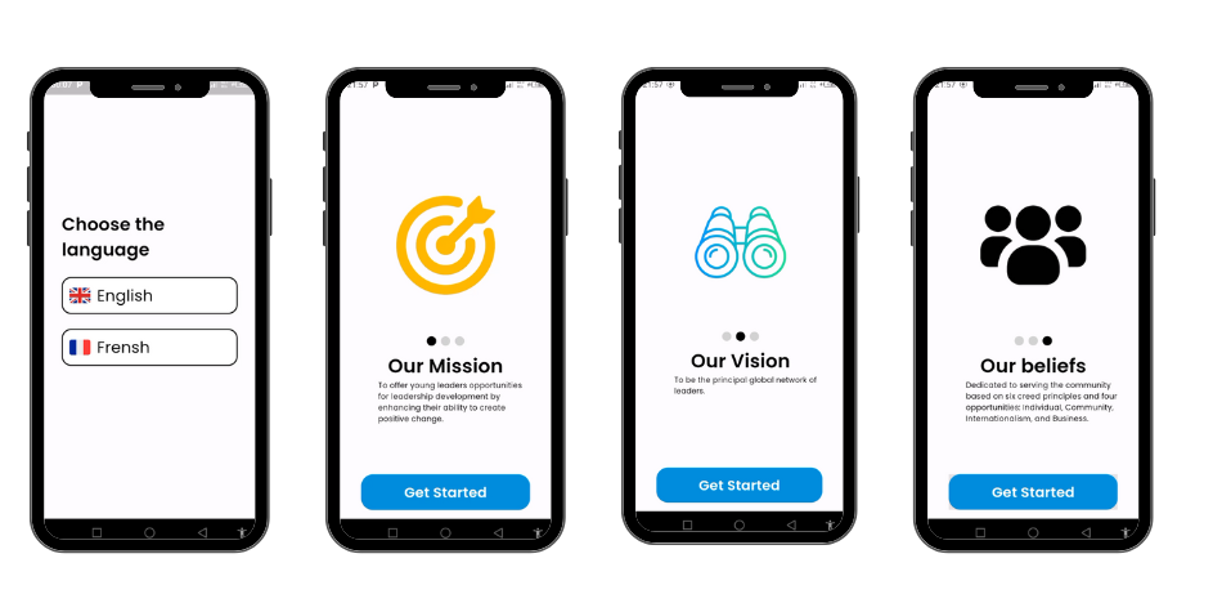 Choose the
language
English
Frensh
21:57
Our Mission
To offer young leaders opportunities
for leadership development by
enhancing their ability to create
positive change.
Get Started
Our Vision
To be the principal global network of
leaders.
Get Started
Our beliefs
Dedicated to serving the community
based on six creed principles and four
opportunities: Individual, Community,
Internationalism, and Business.
Get Started